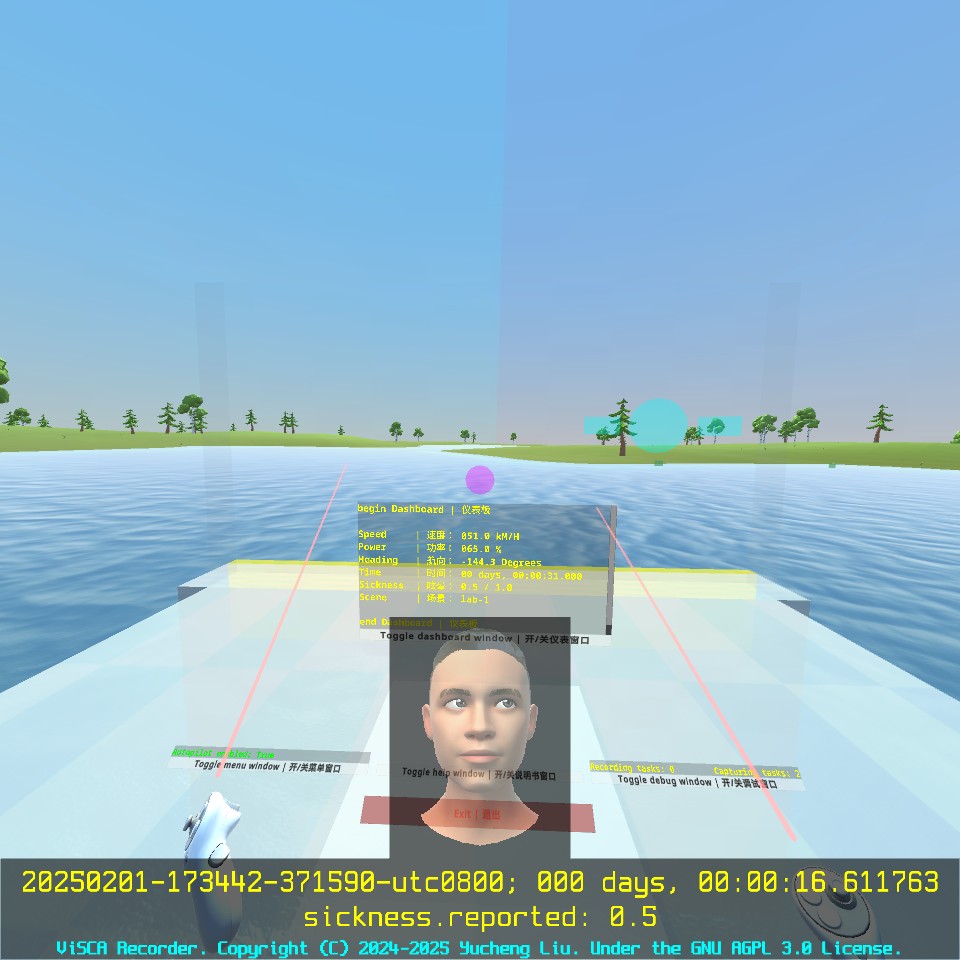 begin Dashboard | 仪表板
Speed | 速度： 051.0 kM/H
Power | 功率： 065.0 %
Heading | 航向： -144.3 Degrees
Time | 时间： 00 days, 00:00:31.000
Sickness | 0.5 / 1.0
Scene | 场景： lab-1
end Dashboard | 仪表板
Toggle dashboard window | 开/关仪表窗口
Autopilot enabled: True
Toggle menu window | 开/关菜单窗口
Toggle help window | 开/关说明书窗口
Recording tasks: 0 Capturing tasks: 2
Toggle debug window | 开/关调试窗口
Exit | 退出
20250201-173442-371590-utc0800; 000 days, 00:00:16.611763
sickness.reported: 0.5
ViSCA Recorder. Copyright (C) 2024-2025 Yucheng Liu. Under the GNU AGPL 3.0 License.